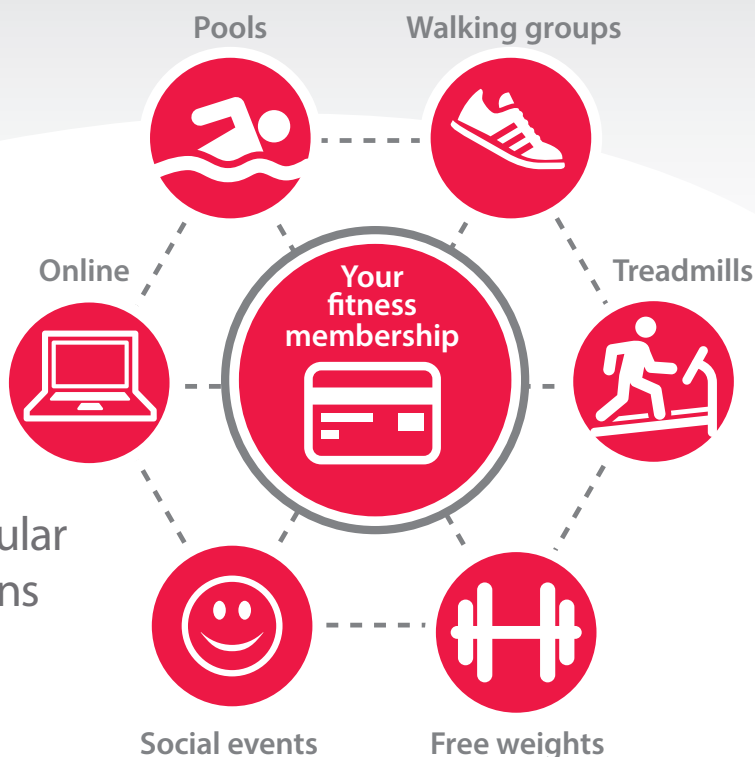 Pools
Walking groups
Online
Your
fitness
membership
Treadmills
Social events
Free weights